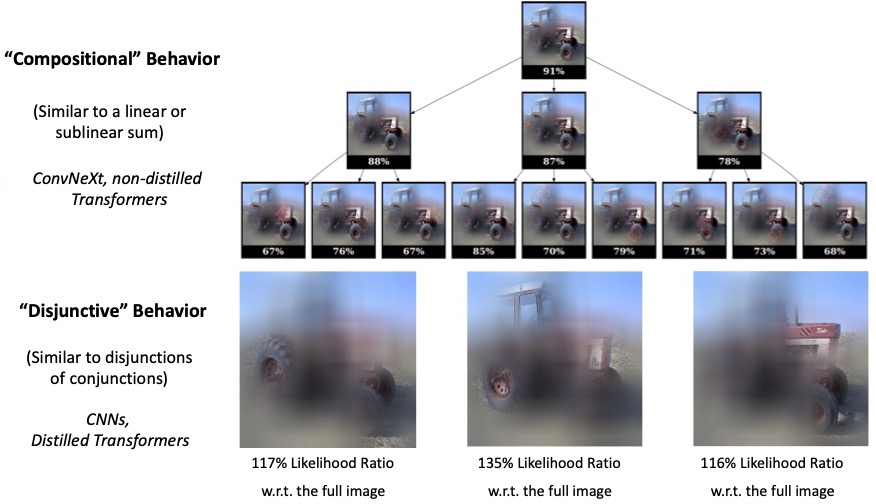 91%
“Compositional” Behavior
(Similar to a linear or
sublinear sum)
88%
87%
78%
ConvNeXt, non-distilled
Transformers
67%
76%
67%
85%
70%
79%
71%
73%
68%
“Disjunctive” Behavior
(Similar to disjunctions
of conjunctions)
CNNs,
Distilled Transformers
117% Likelihood Ratio
w.r.t. the full image
135% Likelihood Ratio
w.r.t. the full image
116% Likelihood Ratio
w.r.t. the full image